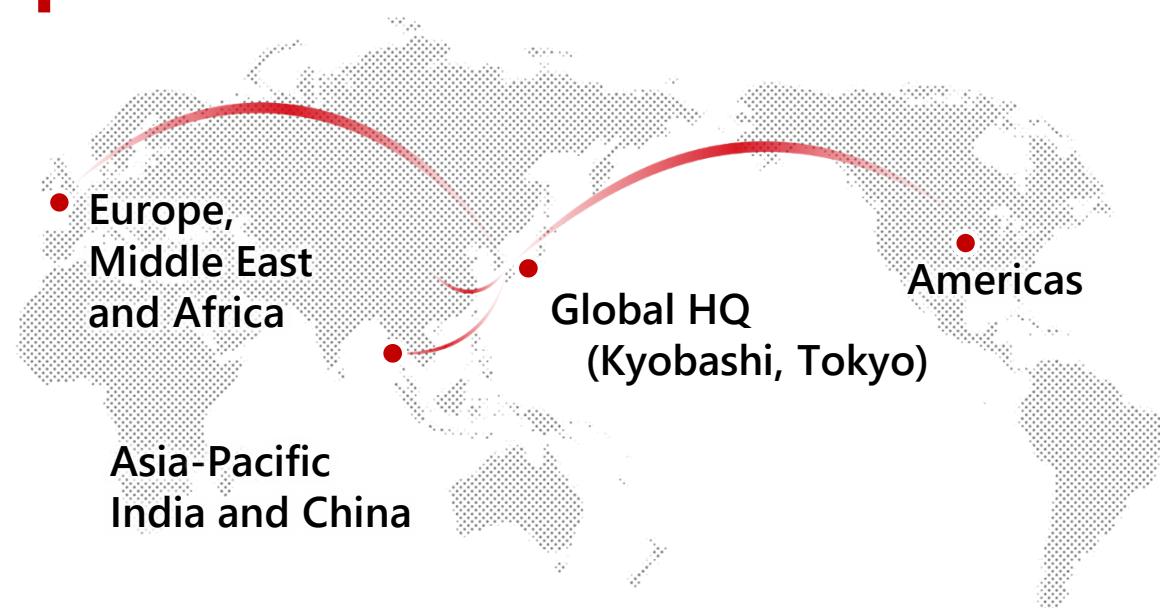 Europe,
Middle East
and Africa
Global HQ
(Kyobashi, Tokyo)
Americas
Asia-Pacific
India and China